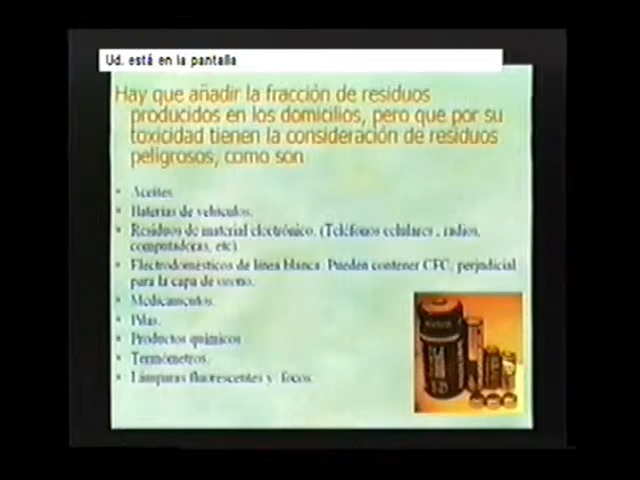 Ud. está en la pantalla
Hay que añadir la fracción de residuos
producidos en los domicilios, pero que por su
toxicidad tienen la consideración de residuos
peligrosos, como son
• Aceites
• Baterías de vehículos.
• Residuos de material electrónico. (Teléfonos celulares , radios,
computadoras, etc)
• Electrodomésticos de línea blanca. Pueden contener CFC, perjudicial
para la capa de ozono.
• Medicamentos.
• Pilas.
• Productos químicos
• Termómetros.
• Lámparas fluorescentes y focos.